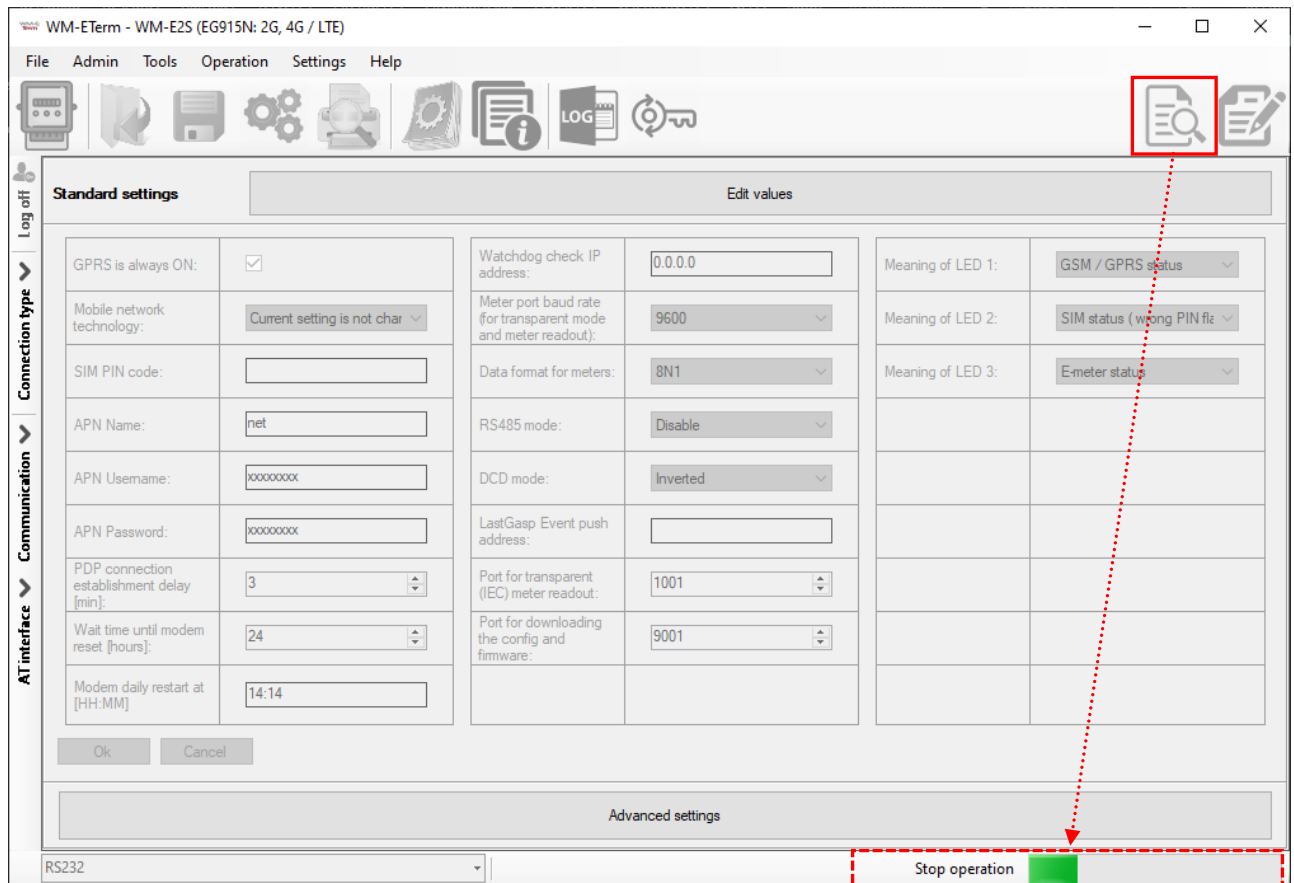 WM-ETerm - WM-E2S (EG915N: 2G, 4G / LTE)
File Admin Tools Operation Settings Help
LOG
Log off
Connection type
Communication
AT interface
Standard settings
Edit values
GPRS is always ON:
Mobile network
technology:
Current setting is not char
SIM PIN code:
APN Name:
net
APN Username:
xxxxxxxx
APN Password:
xxxxxxxx
PDP connection
establishment delay
[min]:
3
Wait time until modem
reset [hours]:
24
Modem daily restart at
[HH:MM]
14:14
Watchdog check IP
address:
0.0.0.0
Meter port baud rate
(for transparent mode
and meter readout):
9600
Data format for meters:
8N1
RS485 mode:
Disable
DCD mode:
Inverted
LastGasp Event push
address:
Port for transparent
(IEC) meter readout:
1001
Port for downloading
the config and
firmware:
9001
Meaning of LED 1:
GSM / GPRS status
Meaning of LED 2:
SIM status ( wrong PIN fla
Meaning of LED 3:
E-meter status
Ok
Cancel
Advanced settings
RS232
Stop operation